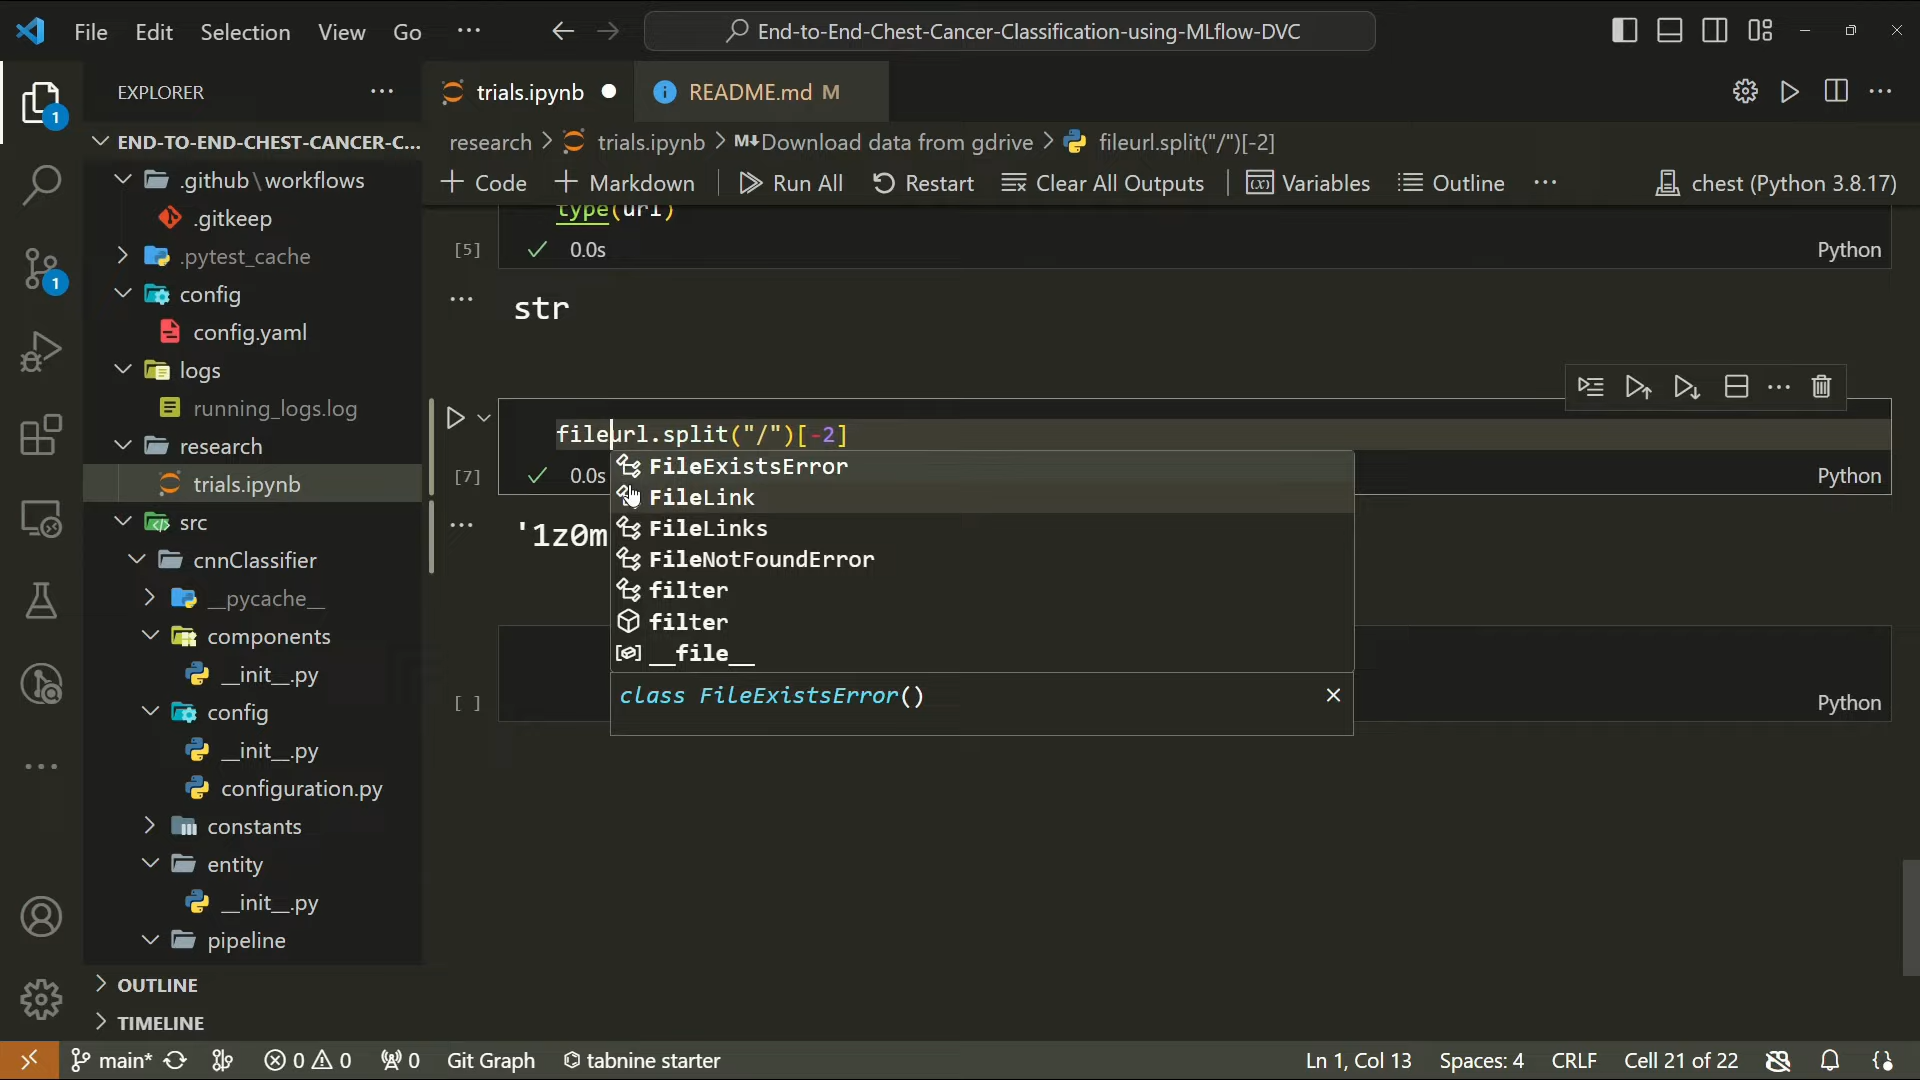 File Edit Selection View Go ···
End-to-End-Chest-Cancer-Classification-using-MLflow-DVC
EXPLORER
1
trials.ipynb
README.md M
END-TO-END-CHEST-CANCER-C...
research > trials.ipynb > M↓Download data from gdrive > fileurl.split("/")[-2]
+ Code + Markdown Run All Restart Clear All Outputs Variables Outline ··· chest (Python 3.8.17)
.github\workflows
.gitkeep
.pytest_cache
config
config.yaml
logs
running_logs.log
research
trials.ipynb
src
cnnClassifier
__pycache__
components
__init__.py
config
__init__.py
configuration.py
constants
entity
__init__.py
pipeline
OUTLINE
TIMELINE
1
type(url)
[5] 0.0s Python
str
fileurl.split("/")[-2]
[7] 0.0s Python
'1z0m
FileExistsError
FileLink
FileLinks
FileNotFoundError
filter
filter
__file__
class FileExistsError()
[ ] Python
main* 0 0 0 Git Graph tabnine starter Ln 1, Col 13 Spaces: 4 CRLF Cell 21 of 22